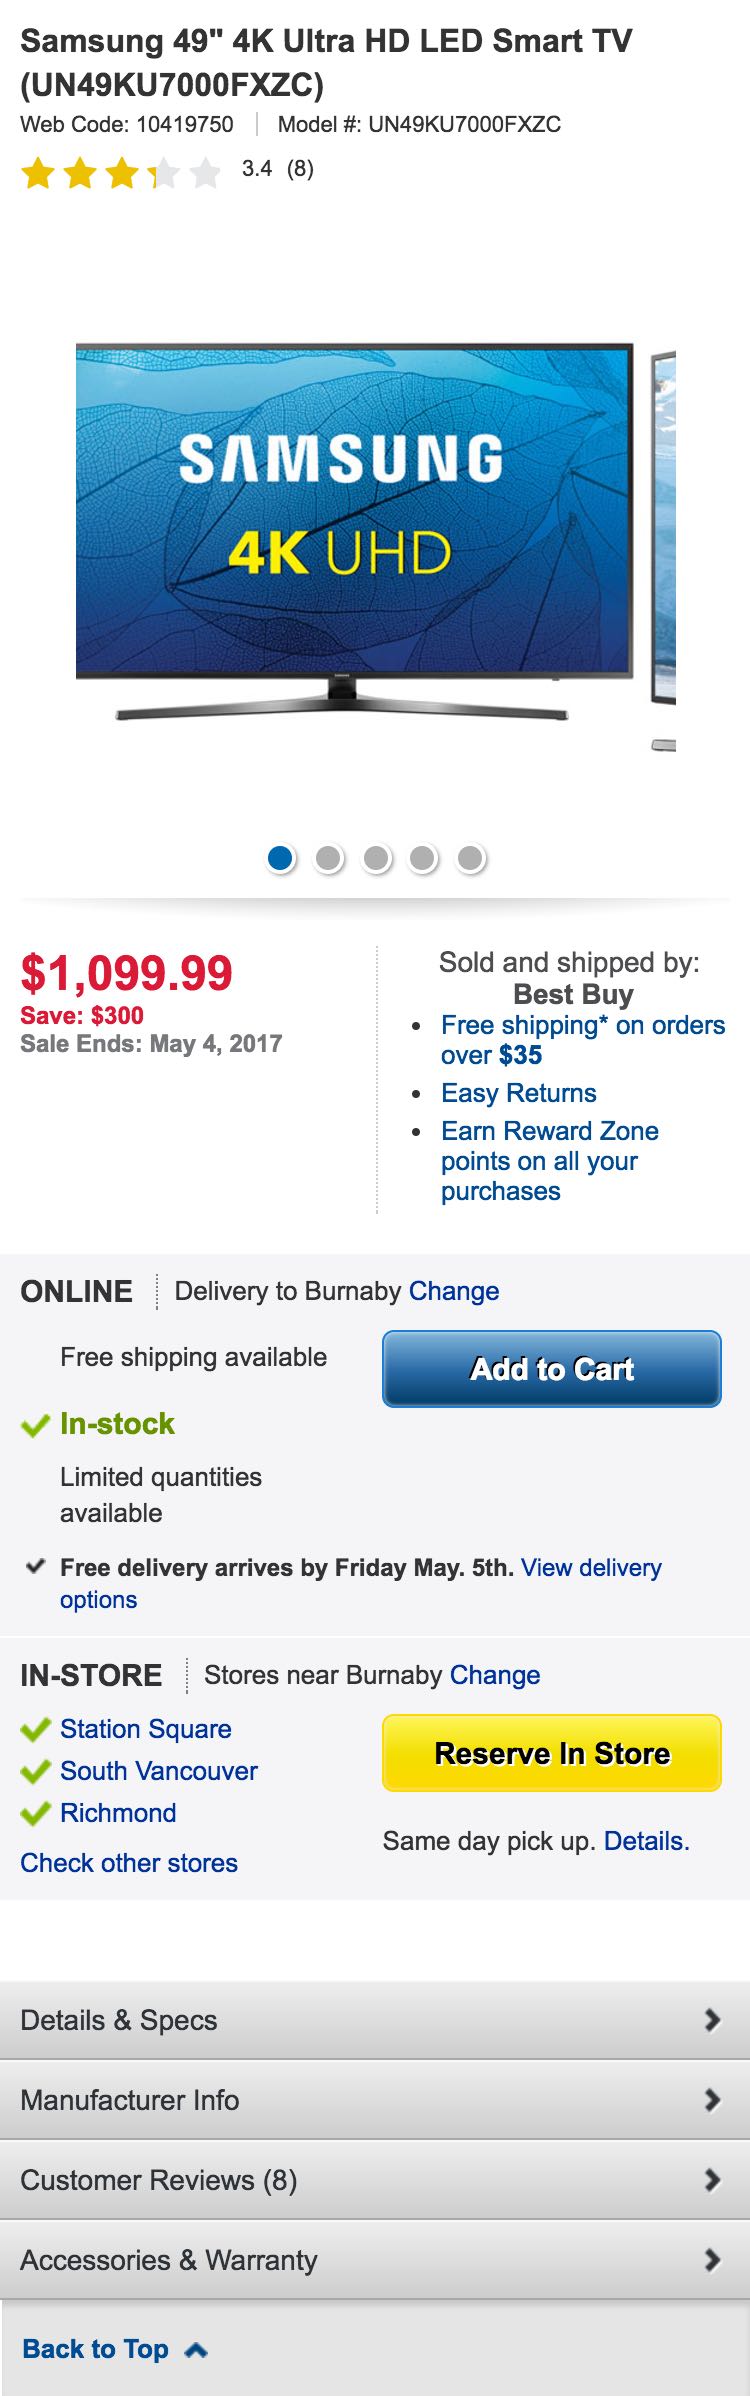 Samsung 49" 4K Ultra HD LED Smart TV
(UN49KU7000FXZC)
Web Code: 10419750 Model #: UN49KU7000FXZC
3.4 (8)
SAMSUNG
4K UHD
$1,099.99
Save: $300
Sale Ends: May 4, 2017
Sold and shipped by:
Best Buy
• Free shipping* on orders
over $35
• Easy Returns
• Earn Reward Zone
points on all your
purchases
ONLINE Delivery to Burnaby Change
Free shipping available
Add to Cart
In-stock
Limited quantities
available
Free delivery arrives by Friday May. 5th. View delivery
options
IN-STORE Stores near Burnaby Change
Station Square
South Vancouver
Richmond
Check other stores
Reserve In Store
Same day pick up. Details.
Details & Specs
Manufacturer Info
Customer Reviews (8)
Accessories & Warranty
Back to Top